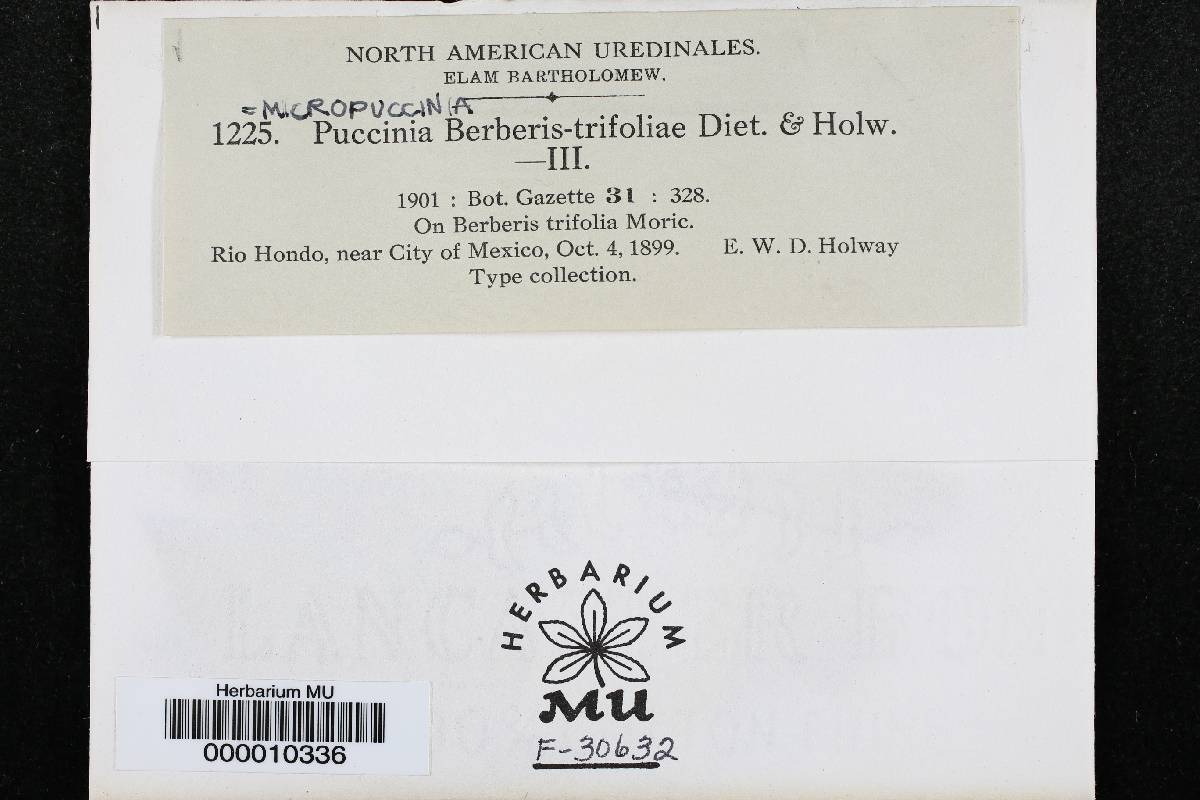 NORTH AMERICAN UREDINALES.
ELAM BARTHOLOMEW.
= MICROPUCCINIA
1225. Puccinia Berberis-trifoliae Diet. & Holw.
—III.
1901 : Bot. Gazette 31 : 328.
On Berberis trifolia Moric.
Rio Hondo, near City of Mexico, Oct. 4, 1899. E. W. D. Holway
Type collection.
HERBARIUM
MU
F-30632
Herbarium MU
000010336